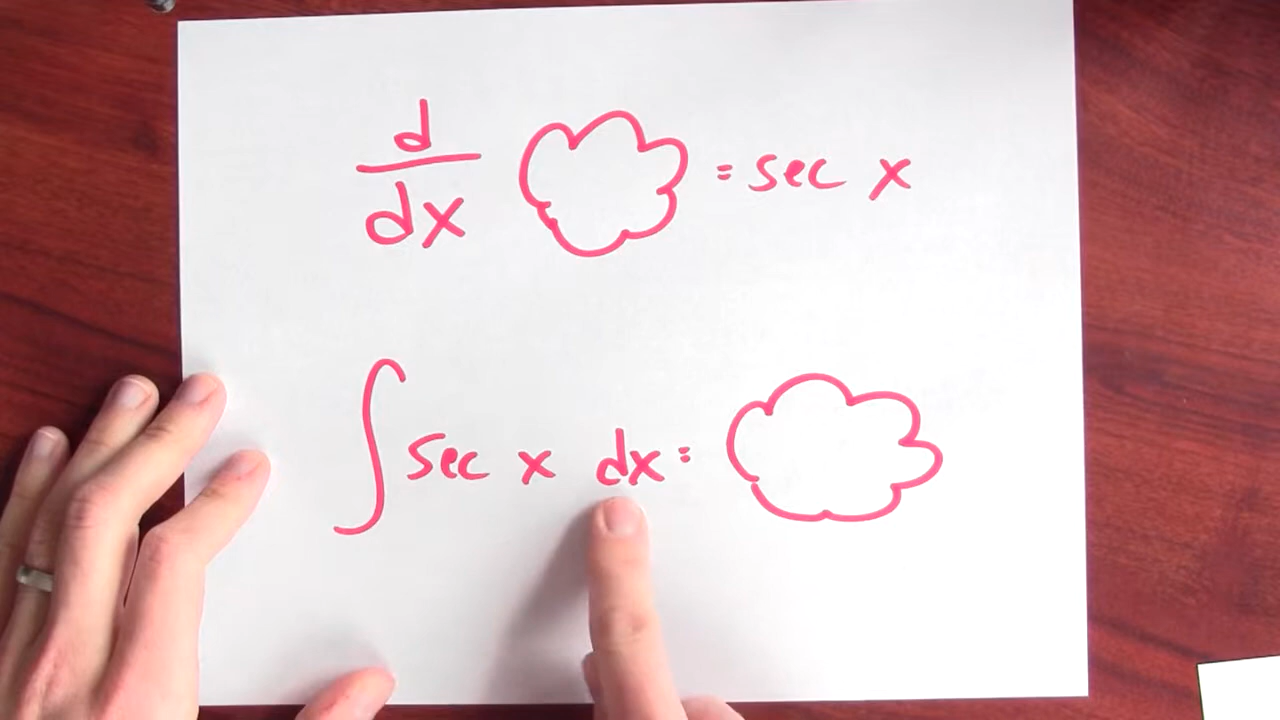 d/dx = sec x
∫ sec x dx =